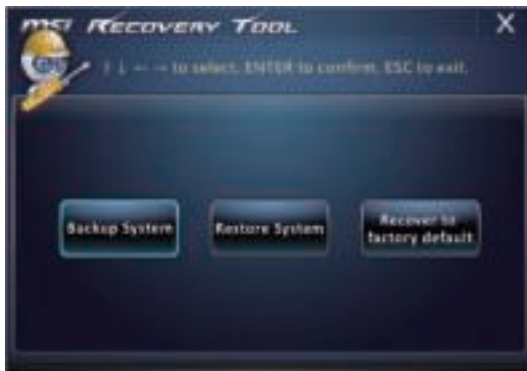 msi Recovery Tool X
↑ ↓ ← → to select. ENTER to confirm. ESC to exit.
Backup System Restore System Recover to
factory default